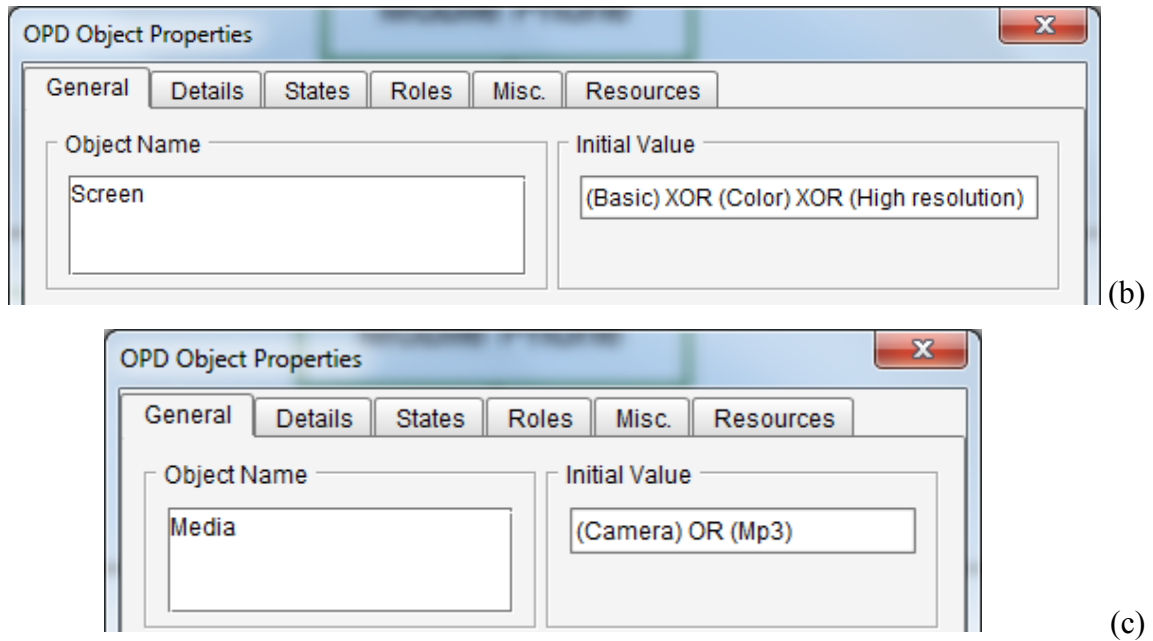 OPD Object Properties
General Details States Roles Misc. Resources
Object Name Initial Value
Screen (Basic) XOR (Color) XOR (High resolution)
(b)
OPD Object Properties
General Details States Roles Misc. Resources
Object Name Initial Value
Media (Camera) OR (Mp3)
(c)